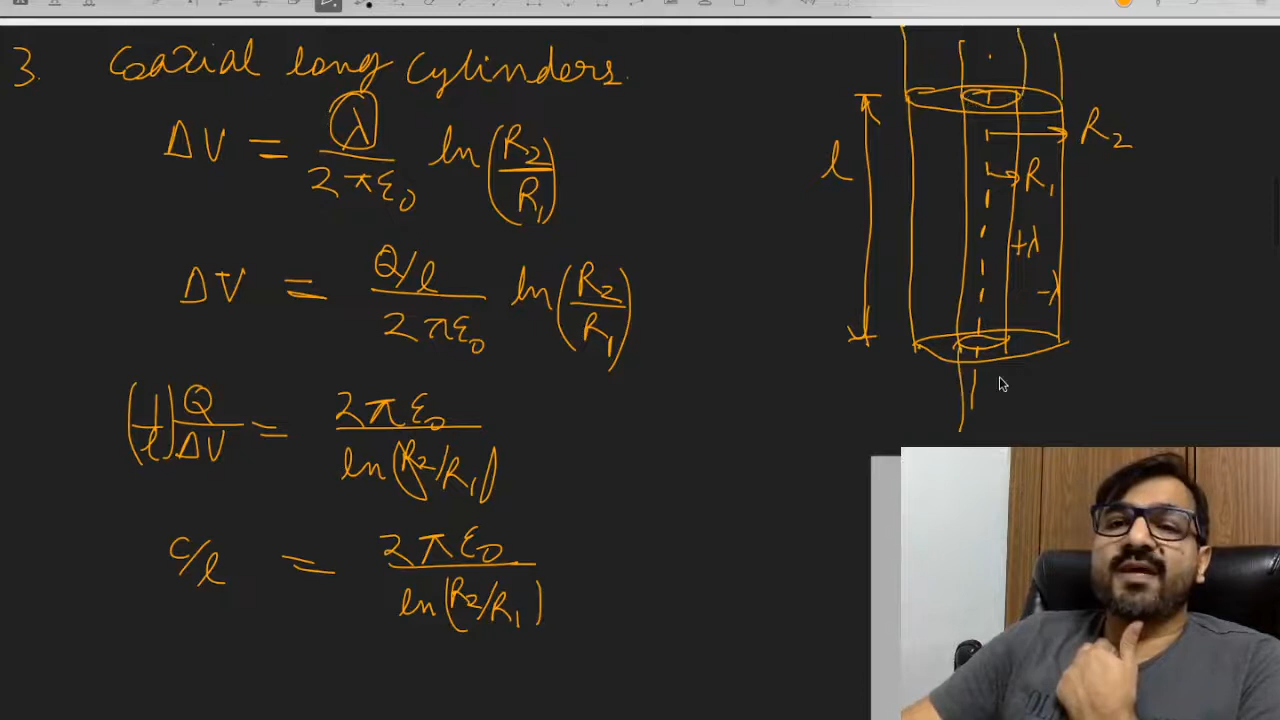 3. Coaxial long cylinders.
ΔV = λ / 2πε₀ ln(R₂/R₁)
ΔV = Q/l / 2πε₀ ln(R₂/R₁)
(1/l) Q/ΔV = 2πε₀ / ln(R₂/R₁)
C/l = 2πε₀ / ln(R₂/R₁)
R₂
l
R₁
+λ
-λ